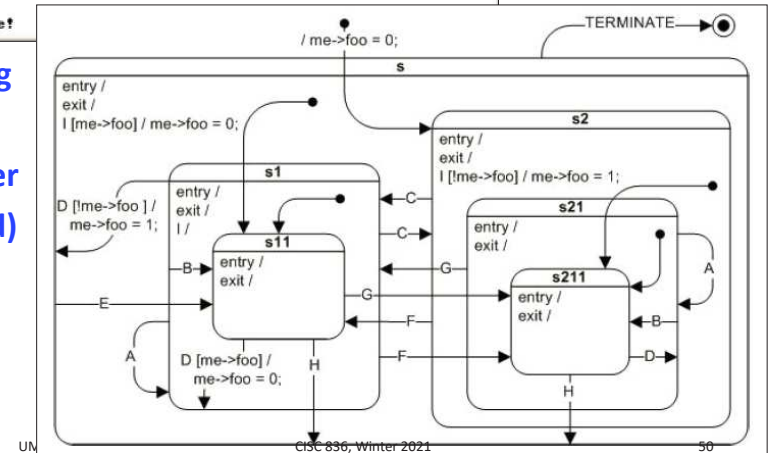 e!
g
er
d)
TERMINATE
/ me->foo = 0;
s
entry /
exit /
I [me->foo] / me->foo = 0;
s2
entry /
exit /
I [!me->foo] / me->foo = 1;
s1
entry /
exit /
I /
D [!me->foo ] /
me->foo = 1;
C
C
s21
entry /
exit /
s11
entry /
exit /
B
G
A
s211
entry /
exit /
E
G
F
B
F
D
A
D [me->foo] /
me->foo = 0;
H
H
UM
CISC 836, Winter 2021
50